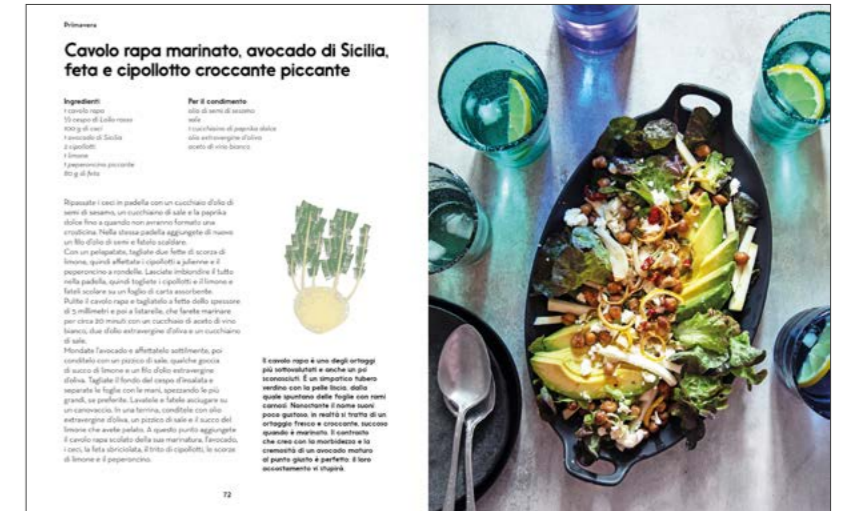 Primavera
Cavolo rapa marinato, avocado di Sicilia,
feta e cipollotto croccante piccante
Ingredienti
1 cavolo rapa
½ cespo di Lollo rosso
100 g di ceci
1 avocado di Sicilia
2 cipollotti
1 limone
1 peperoncino piccante
80 g di feta
Per il condimento
olio di semi di sesamo
sale
1 cucchiaino di paprika dolce
olio extravergine d'oliva
aceto di vino bianco
Ripassate i ceci in padella con un cucchiaio d'olio di
semi di sesamo, un cucchiaino di sale e la paprika
dolce fino a quando non avranno formato una
crosticina. Nella stessa padella aggiungete di nuovo
un filo d'olio di semi e fatelo scaldare.
Con un pelapatate, tagliate due fette di scorza di
limone, quindi affettate i cipollotti a julienne e il
peperoncino a rondelle. Lasciate imbiondire il tutto
nella padella, quindi togliete i cipollotti e il limone e
fateli scolare su un foglio di carta assorbente.
Pulite il cavolo rapa e tagliatelo a fette dello spessore
di 3 millimetri e poi a listarelle, che farete marinare
per circa 20 minuti con un cucchiaio di aceto di vino
bianco, due d'olio extravergine d'oliva e un cucchiaino
di sale.
Mondate l'avocado e affettatelo sottilmente, poi
conditelo con un pizzico di sale, qualche goccia
di succo di limone e un filo d'olio extravergine
d'oliva. Tagliate il fondo del cespo d'insalata e
separate le foglie con le mani, spezzando le più
grandi, se preferite. Lavatele e fatele asciugare su
un canovaccio. In una terrina, conditele con olio
extravergine d'oliva, un pizzico di sale e il succo del
limone che avete pelato. A questo punto aggiungete
il cavolo rapa scolato della sua marinatura, l'avocado,
i ceci, la feta sbriciolata, il trito di cipollotti, le scorze
di limone e il peperoncino.
Il cavolo rapa è uno degli ortaggi
più sottovalutati e anche un po'
sconosciuti. È un simpatico tubero
verdino con la pelle liscia, dalla
quale spuntano delle foglie con rami
carnosi. Nonostante il nome suoni
poco gustoso, in realtà si tratta di un
ortaggio fresco e croccante, succoso
quando è marinato. Il contrasto
che crea con la morbidezza e la
cremosità di un avocado maturo
al punto giusto è perfetto: il loro
accostamento vi stupirà.
72